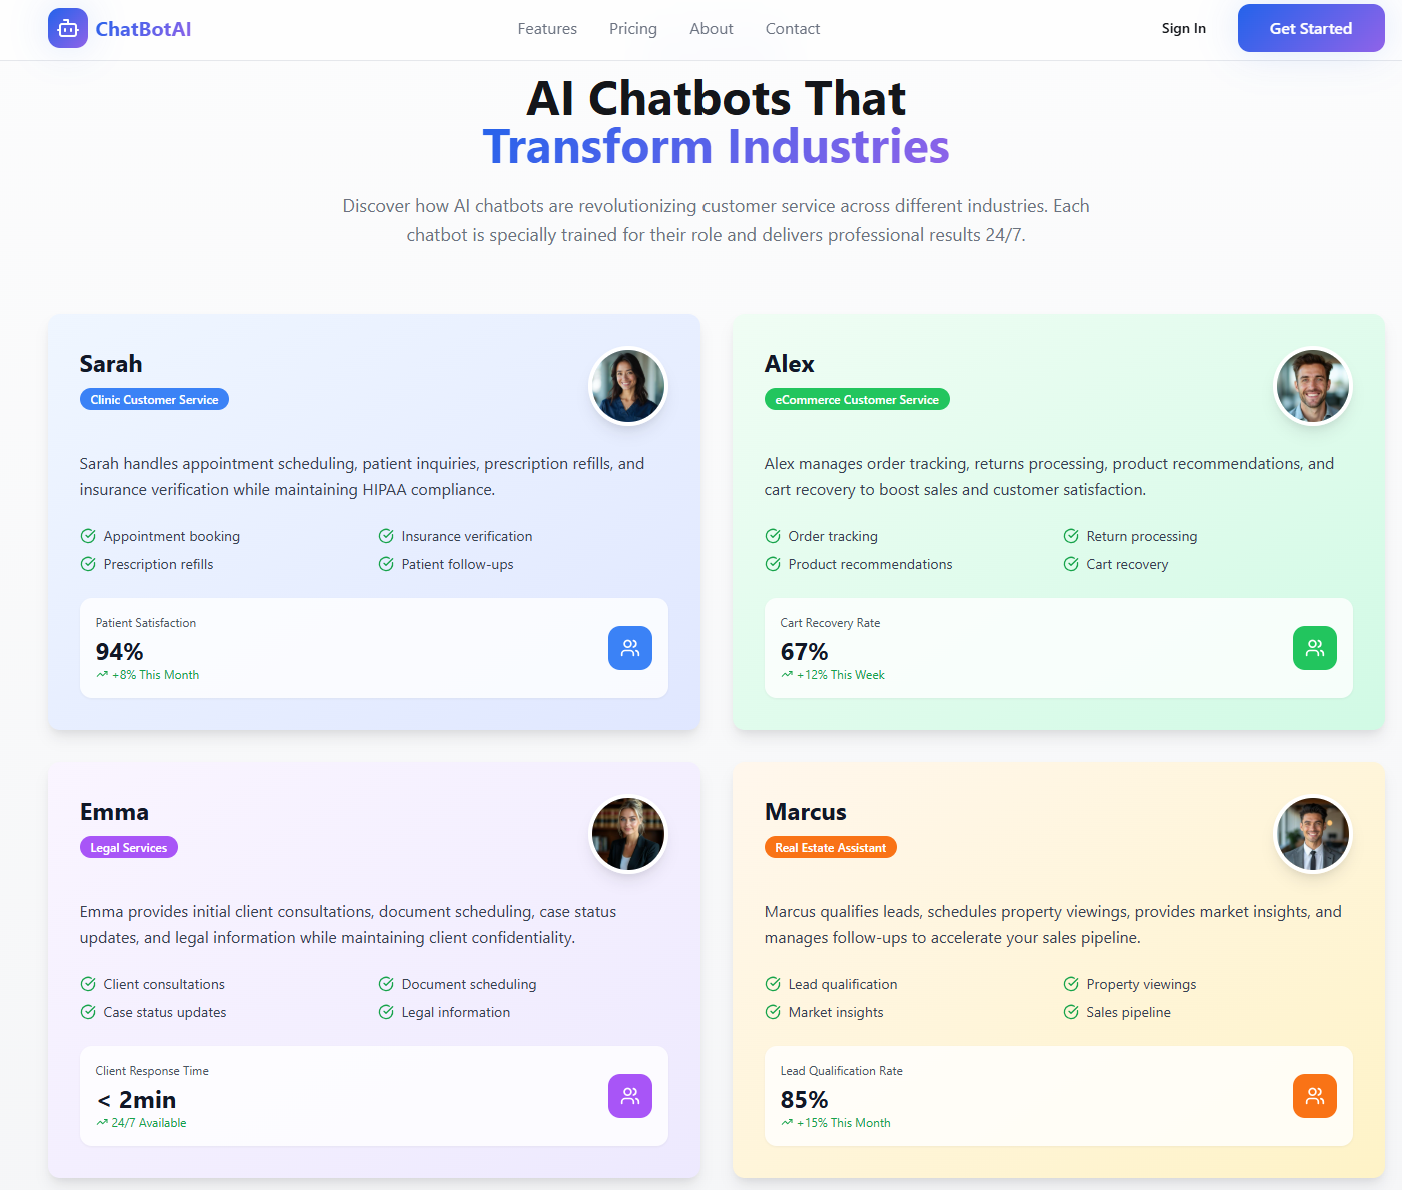 ChatBotAI
Features
Pricing
About
Contact
Sign In
Get Started
AI Chatbots That
Transform Industries
Discover how AI chatbots are revolutionizing customer service across different industries. Each
chatbot is specially trained for their role and delivers professional results 24/7.
Sarah
Clinic Customer Service
Sarah handles appointment scheduling, patient inquiries, prescription refills, and
insurance verification while maintaining HIPAA compliance.
Appointment booking
Insurance verification
Prescription refills
Patient follow-ups
Patient Satisfaction
94%
+8% This Month
Alex
eCommerce Customer Service
Alex manages order tracking, returns processing, product recommendations, and
cart recovery to boost sales and customer satisfaction.
Order tracking
Return processing
Product recommendations
Cart recovery
Cart Recovery Rate
67%
+12% This Week
Emma
Legal Services
Emma provides initial client consultations, document scheduling, case status
updates, and legal information while maintaining client confidentiality.
Client consultations
Document scheduling
Case status updates
Legal information
Client Response Time
< 2min
24/7 Available
Marcus
Real Estate Assistant
Marcus qualifies leads, schedules property viewings, provides market insights, and
manages follow-ups to accelerate your sales pipeline.
Lead qualification
Property viewings
Market insights
Sales pipeline
Lead Qualification Rate
85%
+15% This Month